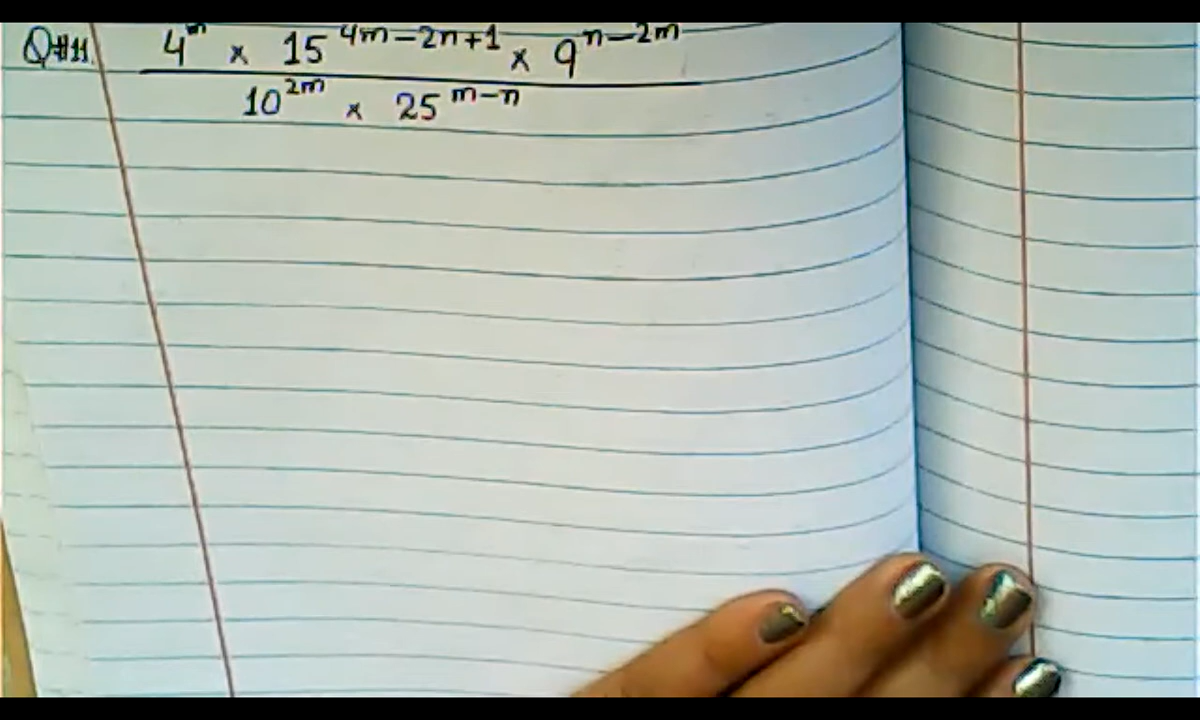 Q#11. 4^m × 15^{4m-2n+1} × 9^{n-2m}
10^{2m} × 25^{m-n}